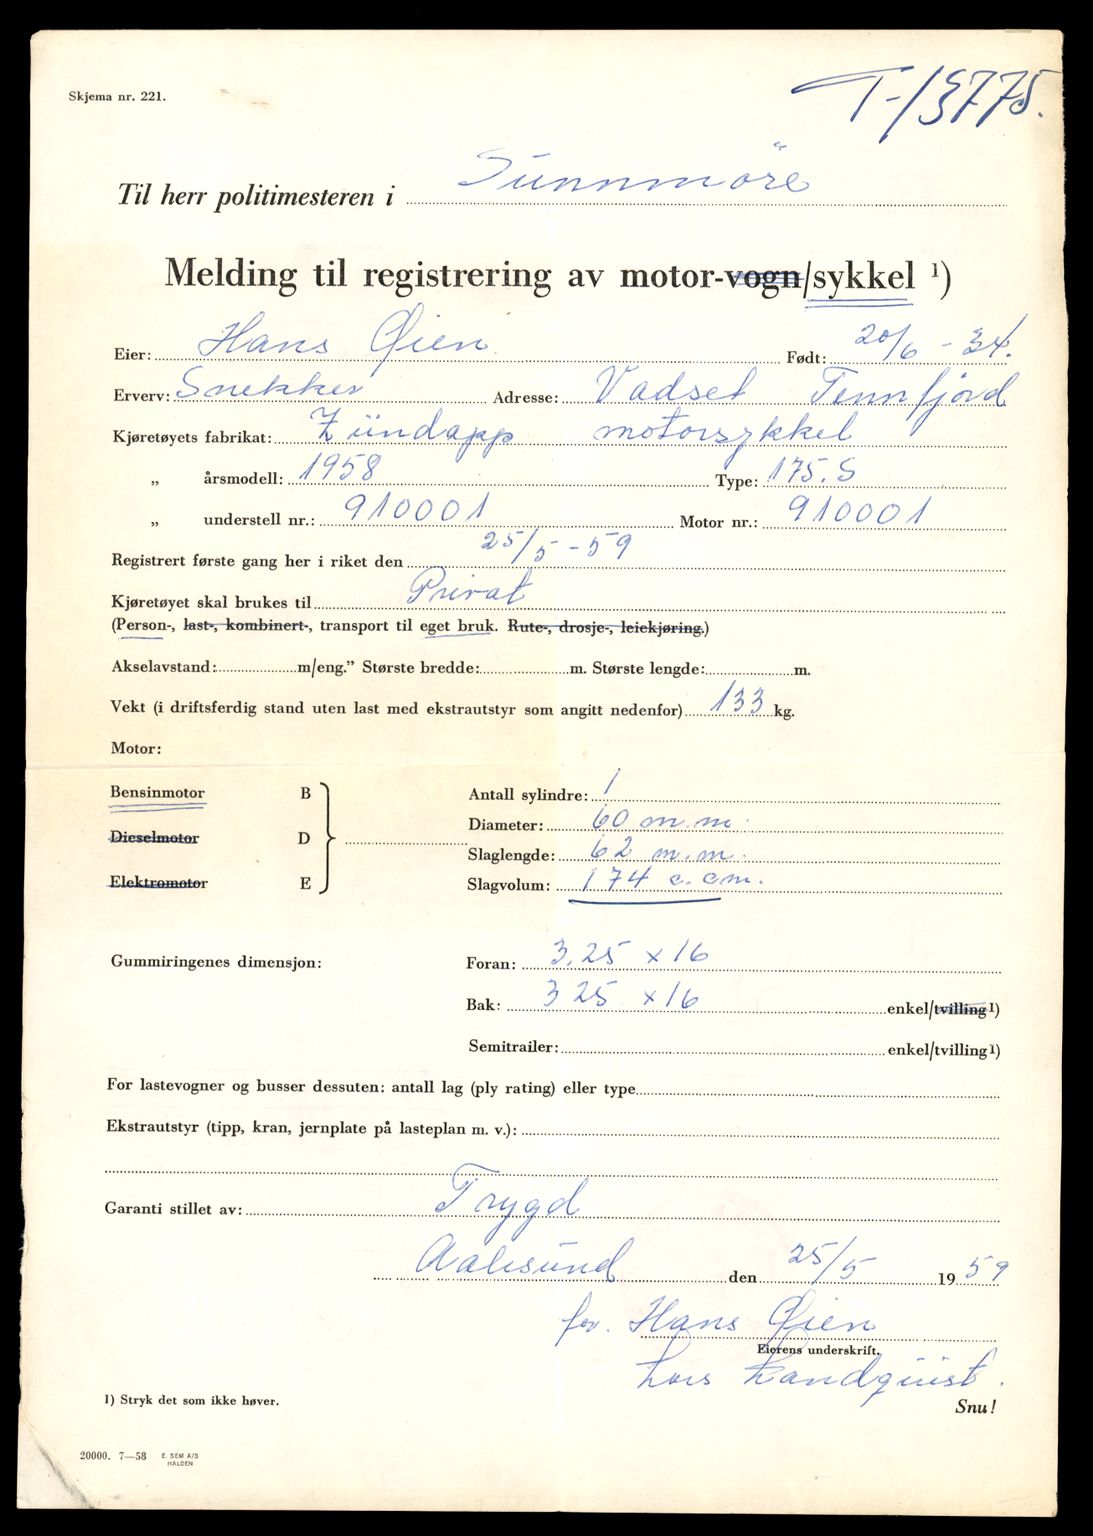 Skjema nr. 221.
T-13775.
Til herr politimesteren i Sunnmöre
Melding til registrering av motor-vogn/sykkel ¹)
Eier: Hans Øien Født: 20/6 - 34.
Erverv: Snekker Adresse: Vadset Tennfjord
Kjøretøyets fabrikat: Zündapp motorsykkel
„ årsmodell: 1958 Type: 175. S
„ understell nr.: 910001 Motor nr.: 910001
Registrert første gang her i riket den 25/5 - 59
Kjøretøyet skal brukes til Privat
(Person-, last-, kombinert-, transport til eget bruk. Rute-, drosje-, leiekjøring.)
Akselavstand: m/eng.” Største bredde: m. Største lengde: m.
Vekt (i driftsferdig stand uten last med ekstrautstyr som angitt nedenfor) 133 kg.
Motor:
Bensinmotor B Antall sylindre: 1
Diameter: 60 m.m.
Dieselmotor D
Slaglengde: 62 m.m.
Elektromotor E Slagvolum: 174 c.cm.
Gummiringenes dimensjon: Foran: 3.25 x 16
Bak: 3 25 x 16 enkel/tvilling ¹)
Semitrailer: enkel/tvilling ¹)
For lastevogner og busser dessuten: antall lag (ply rating) eller type
Ekstrautstyr (tipp, kran, jernplate på lasteplan m. v.):
Garanti stillet av: Trygd
Aalesund den 25/5 19 59
for. Hans Øien
Eierens underskrift.
Lars Landquist.
1) Stryk det som ikke høver.
Snu!
20000. 7—58 E. SEM A/S
HALDEN